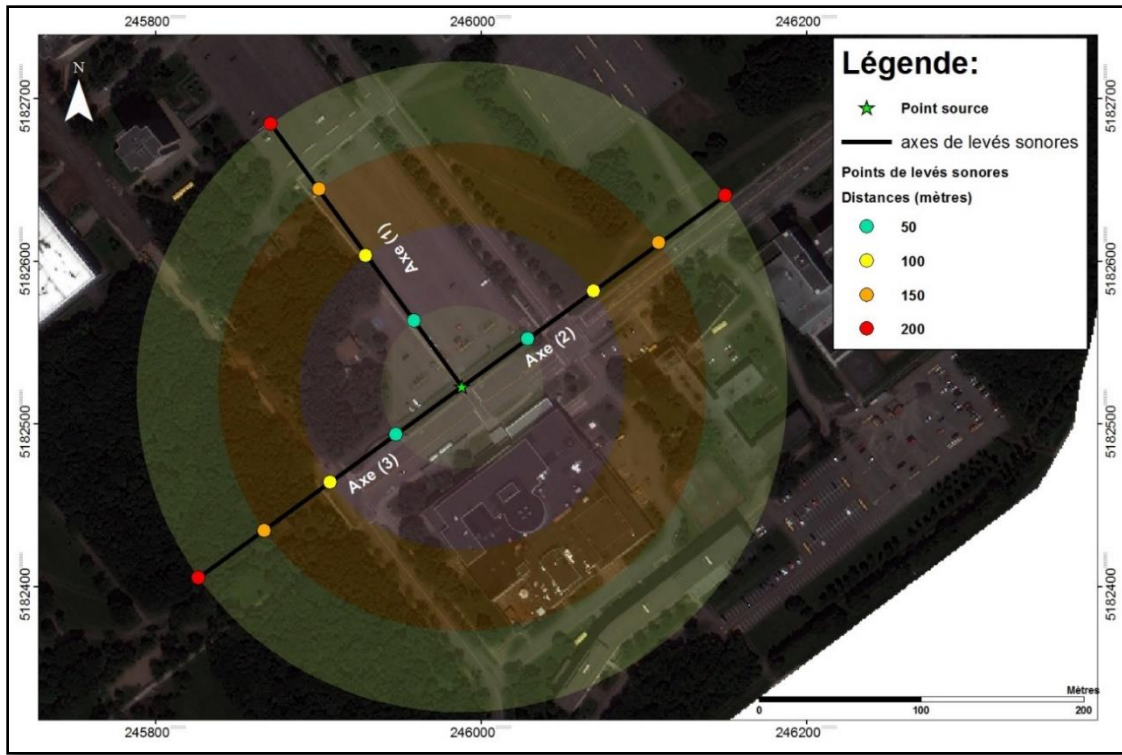 245800
246000
246200
N
5182700
5182700
5182600
5182600
5182500
5182500
5182400
5182400
Légende:
Point source
axes de levés sonores
Points de levés sonores
Distances (mètres)
50
100
150
200
Axe (1)
Axe (2)
Axe (3)
Mètres
0
100
200
245800
246000
246200